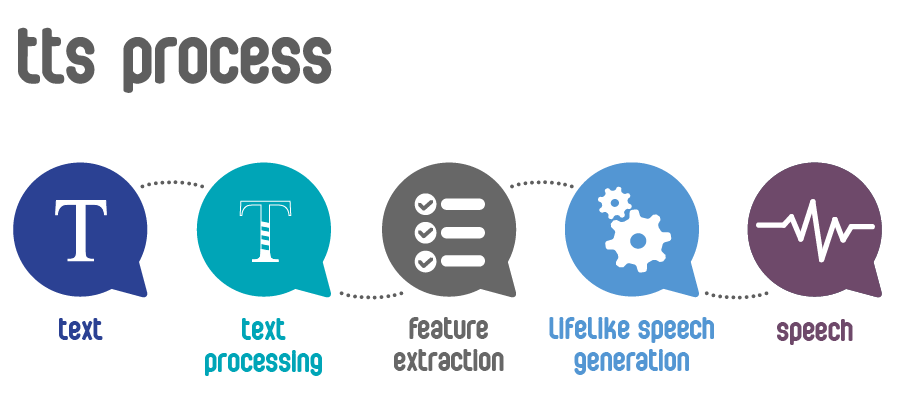 tts process
T
T
text
text
processing
feature
extraction
lifelike speech
generation
speech